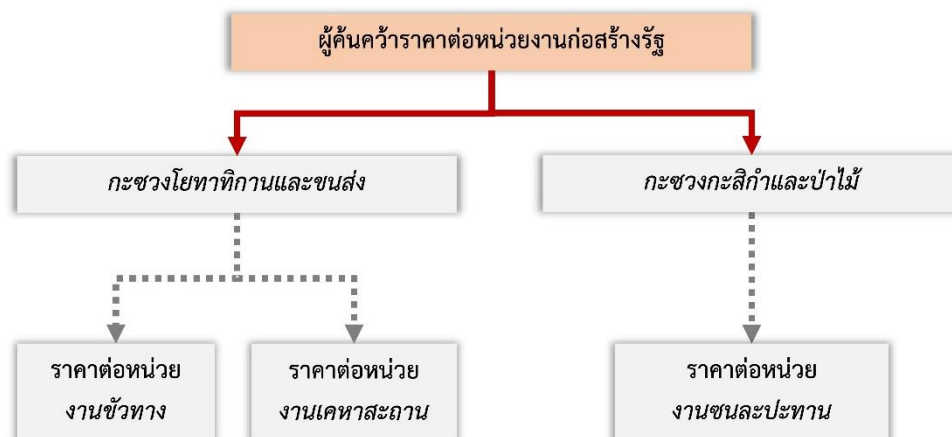 ผู้ค้นคว้าราคาต่อหน่วยงานก่อสร้างรัฐ
กะซวงโยทาทิกานและขนส่ง
กะซวงกะสิกำและป่าไม้
ราคาต่อหน่วย
งานขัวทาง
ราคาต่อหน่วย
งานเคหาสะถาน
ราคาต่อหน่วย
งานซนละปะทาน